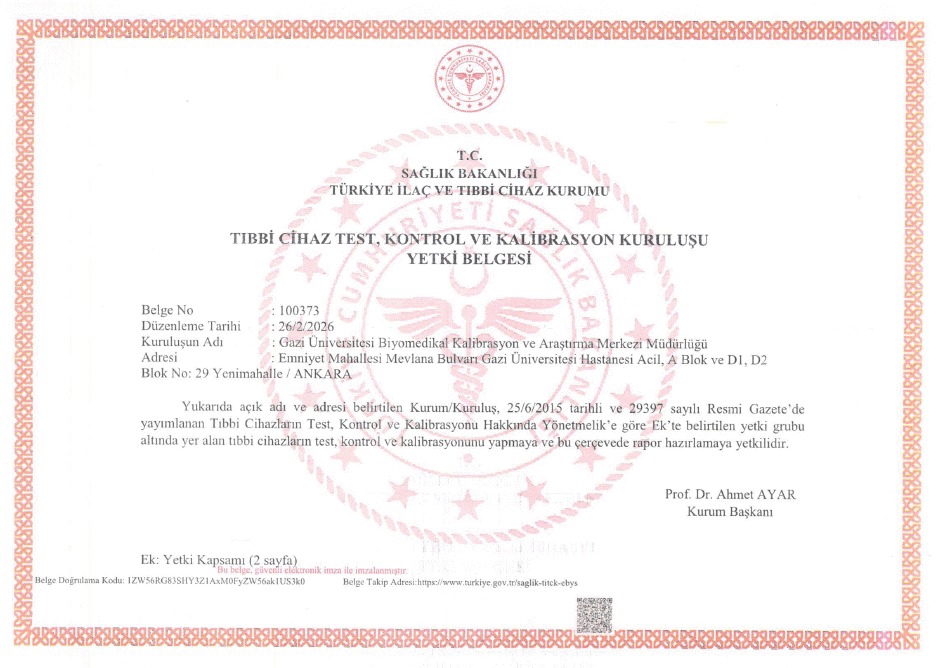 T.C.
SAĞLIK BAKANLIĞI
TÜRKİYE İLAÇ VE TIBBİ CİHAZ KURUMU
TÜRKİYE CUMHURİYETİ SAĞLIK BAKANLIĞI
TIBBİ CİHAZ TEST, KONTROL VE KALİBRASYON KURULUŞU
YETKİ BELGESİ
Belge No : 100373
Düzenleme Tarihi : 26/2/2026
Kuruluşun Adı : Gazi Üniversitesi Biyomedikal Kalibrasyon ve Araştırma Merkezi Müdürlüğü
Adresi : Emniyet Mahallesi Mevlana Bulvarı Gazi Üniversitesi Hastanesi Acil, A Blok ve D1, D2
Blok No: 29 Yenimahalle / ANKARA
Yukarıda açık adı ve adresi belirtilen Kurum/Kuruluş, 25/6/2015 tarihli ve 29397 sayılı Resmi Gazete'de
yayımlanan Tıbbi Cihazların Test, Kontrol ve Kalibrasyonu Hakkında Yönetmelik'e göre Ek'te belirtilen yetki grubu
altında yer alan tıbbi cihazların test, kontrol ve kalibrasyonunu yapmaya ve bu çerçevede rapor hazırlamaya yetkilidir.
Prof. Dr. Ahmet AYAR
Kurum Başkanı
Ek: Yetki Kapsamı (2 sayfa)
Bu belge, güvenli elektronik imza ile imzalanmıştır.
Belge Doğrulama Kodu: 1ZW56RG83SHY3Z1AxM0FyZW56ak1US3k0 Belge Takip Adresi:https://www.turkiye.gov.tr/saglik-titck-ebys